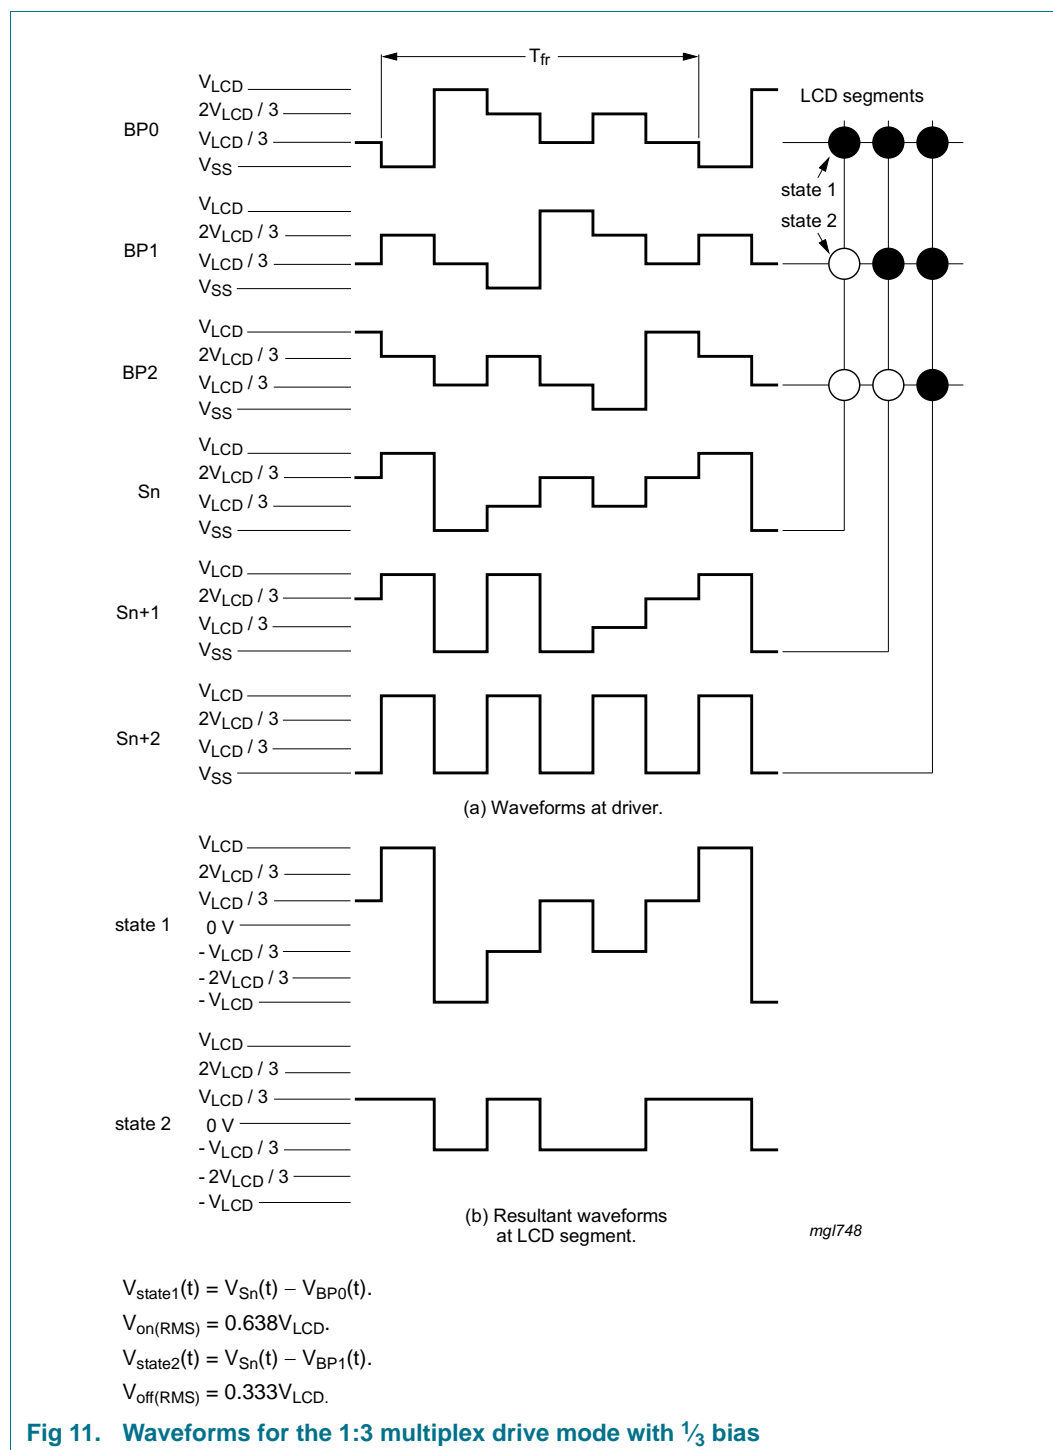 Tfr
VLCD
2VLCD / 3
BP0
VLCD / 3
VSS
LCD segments
state 1
VLCD
state 2
2VLCD / 3
BP1
VLCD / 3
VSS
VLCD
2VLCD / 3
BP2
VLCD / 3
VSS
VLCD
2VLCD / 3
Sn
VLCD / 3
VSS
VLCD
2VLCD / 3
Sn+1
VLCD / 3
VSS
VLCD
2VLCD / 3
Sn+2
VLCD / 3
VSS
(a) Waveforms at driver.
VLCD
2VLCD / 3
VLCD / 3
state 1
0 V
- VLCD / 3
- 2VLCD / 3
- VLCD
VLCD
2VLCD / 3
VLCD / 3
state 2
0 V
- VLCD / 3
- 2VLCD / 3
- VLCD
(b) Resultant waveforms
at LCD segment.
mgl748
Vstate1(t) = VSn(t) − VBP0(t).
Von(RMS) = 0.638VLCD.
Vstate2(t) = VSn(t) − VBP1(t).
Voff(RMS) = 0.333VLCD.
Fig 11. Waveforms for the 1:3 multiplex drive mode with 1⁄3 bias